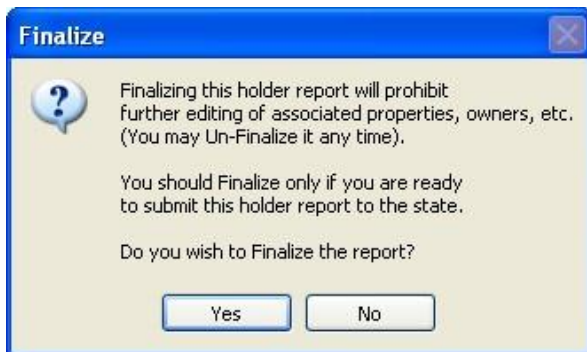 Finalize
Finalizing this holder report will prohibit
further editing of associated properties, owners, etc.
(You may Un-Finalize it any time).
You should Finalize only if you are ready
to submit this holder report to the state.
Do you wish to Finalize the report?
Yes
No